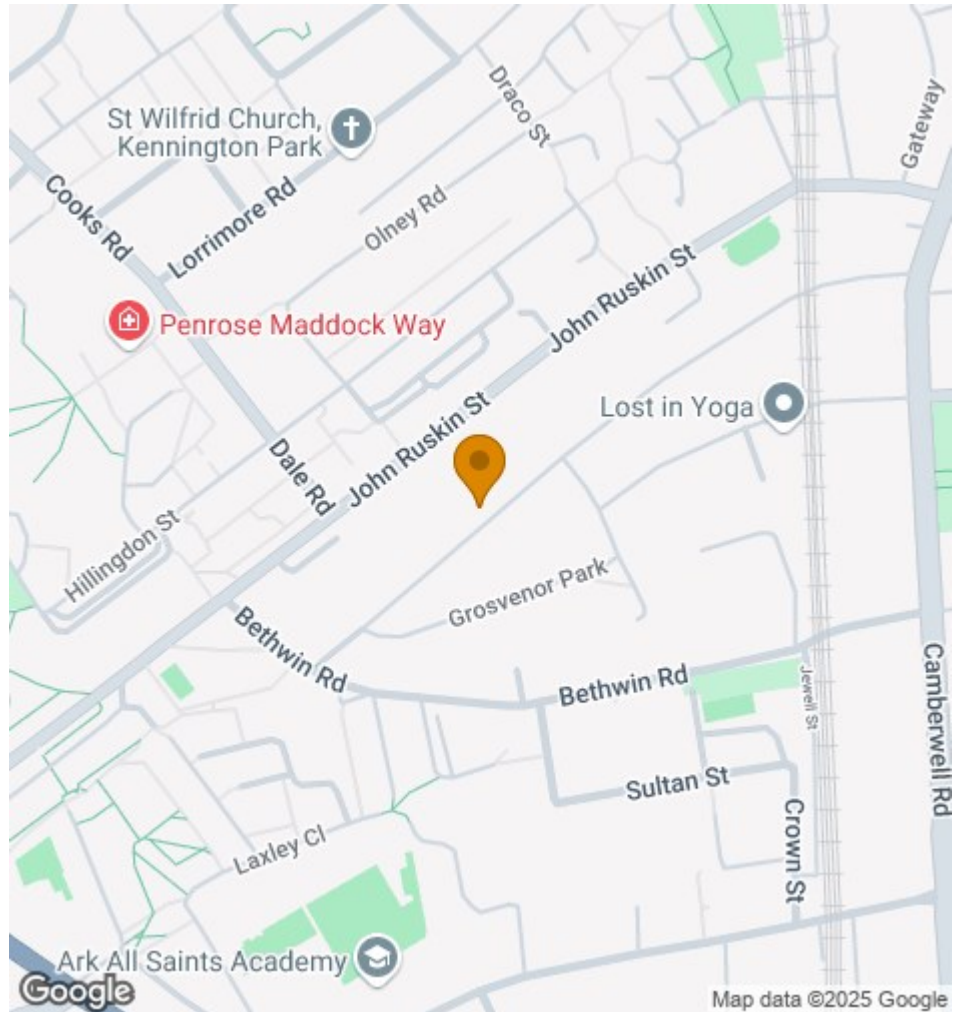 Draco St
Gateway
St Wilfrid Church,
Kennington Park
Cooks Rd
Lorrimore Rd
Olney Rd
John Ruskin St
Penrose Maddock Way
John Ruskin St
Lost in Yoga
Dale Rd
Hillingdon St
Grosvenor Park
Bethwin Rd
Bethwin Rd
Jewell St
Camberwell Rd
Sultan St
Crown St
Laxley Cl
Ark All Saints Academy
Google
Map data ©2025 Google